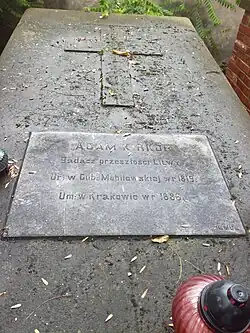 ADAM KIRKOR
Badacz przeszłości Litwy
Ur. w Gub. Mohilewskiej w r. 1819
Um. w Krakowie w r. 1886.